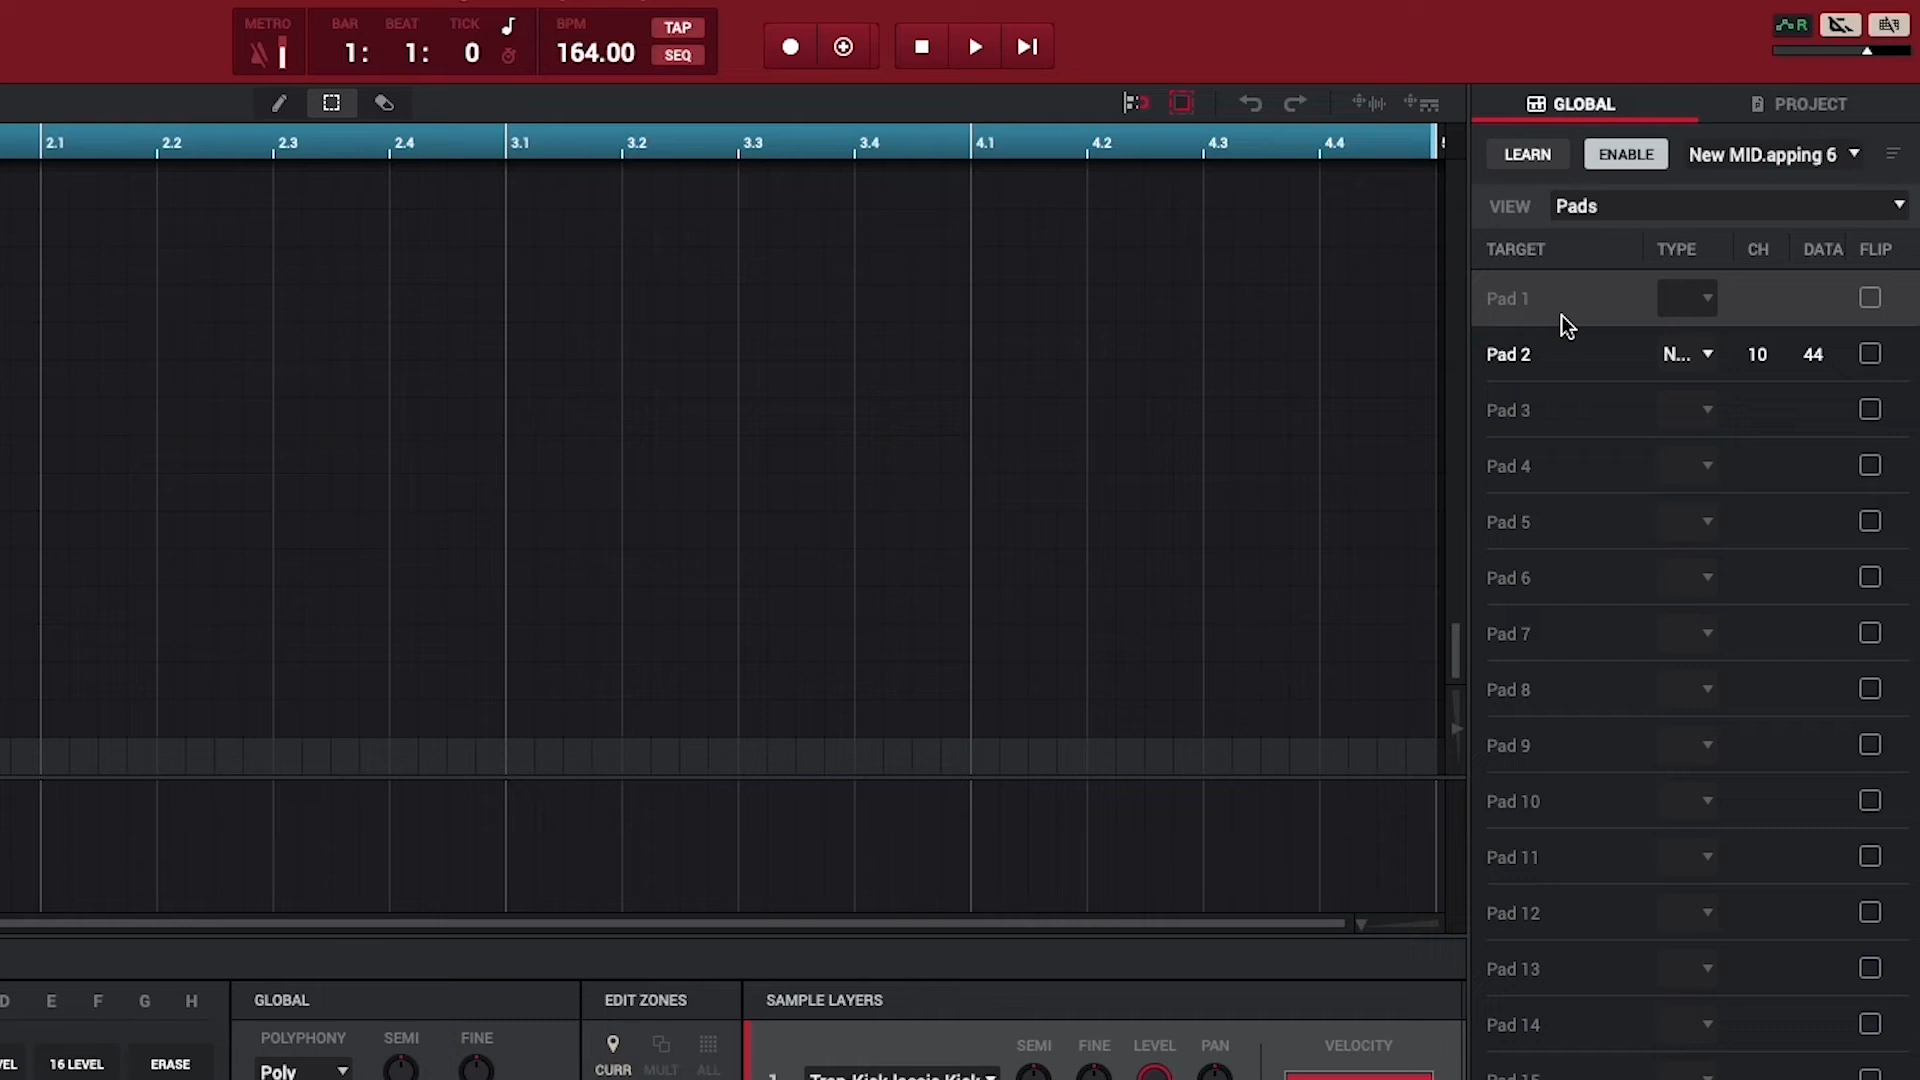 METRO BAR BEAT TICK BPM TAP
1: 1: 0 164.00 SEQ
R
GLOBAL PROJECT
2.1 2.2 2.3 2.4 3.1 3.2 3.3 3.4 4.1 4.2 4.3 4.4
LEARN ENABLE New MID.apping 6
VIEW Pads
TARGET TYPE CH DATA FLIP
Pad 1
Pad 2 N... 10 44
Pad 3
Pad 4
Pad 5
Pad 6
Pad 7
Pad 8
Pad 9
Pad 10
Pad 11
Pad 12
Pad 13
Pad 14
Pad 15
D E F G H GLOBAL EDIT ZONES SAMPLE LAYERS
POLYPHONY SEMI FINE SEMI FINE LEVEL PAN VELOCITY
16 LEVEL ERASE Poly CURR MULT ALL